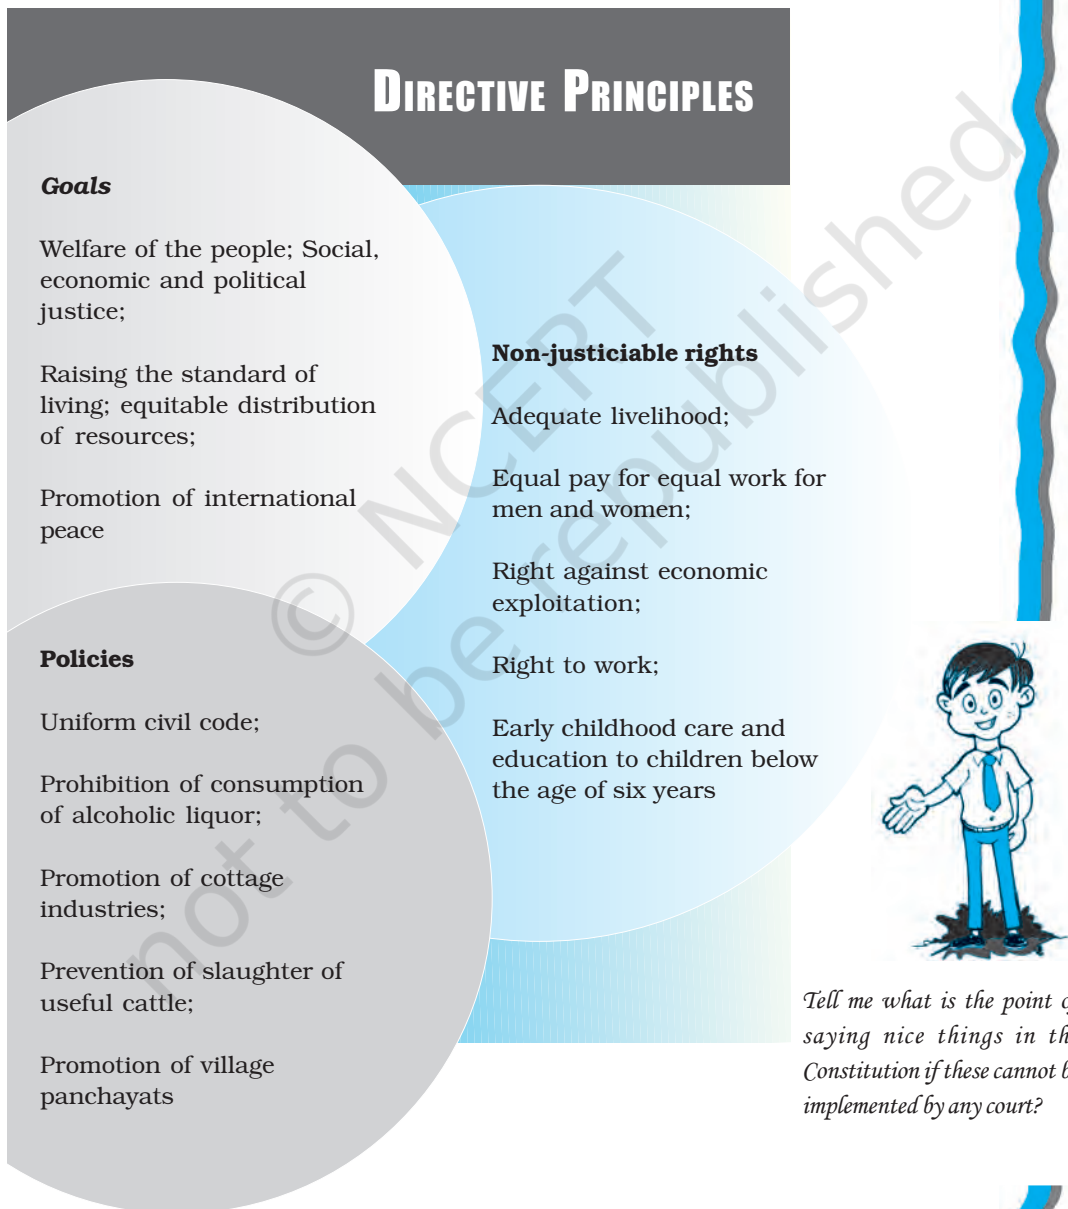 DIRECTIVE PRINCIPLES
Goals
Welfare of the people; Social,
economic and political
justice;
Raising the standard of
living; equitable distribution
of resources;
Promotion of international
peace
Non-justiciable rights
Adequate livelihood;
Equal pay for equal work for
men and women;
Right against economic
exploitation;
Right to work;
Early childhood care and
education to children below
the age of six years
Policies
Uniform civil code;
Prohibition of consumption
of alcoholic liquor;
Promotion of cottage
industries;
Prevention of slaughter of
useful cattle;
Promotion of village
panchayats
Tell me what is the point o
saying nice things in th
Constitution if these cannot b
implemented by any court?
© NCERT
not to be republished